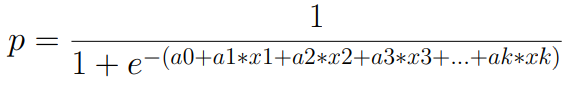 p = 1 / (1 + e^{-(a0+a1*x1+a2*x2+a3*x3+...+ak*xk)})